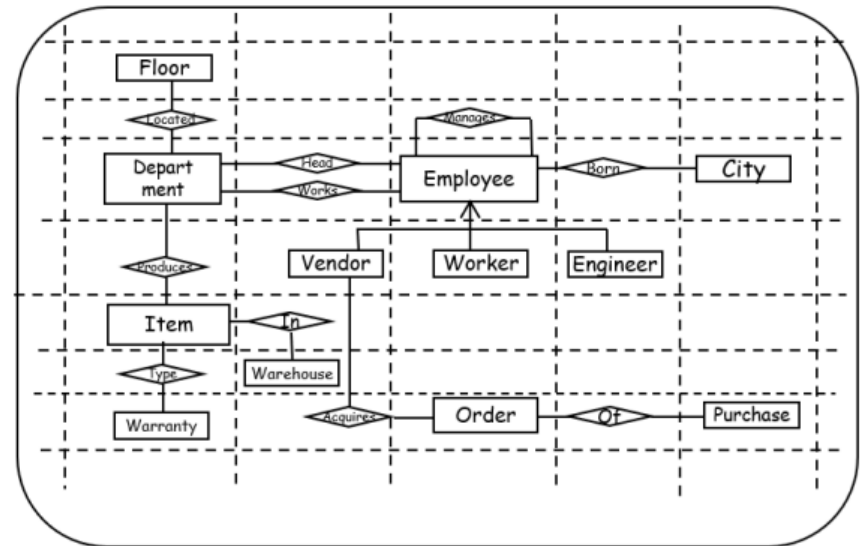 Floor
Located
Manages
Depart
ment
Head
Works
Employee
Born
City
Vendor
Worker
Engineer
Produces
Item
In
Warehouse
Type
Warranty
Acquires
Order
Of
Purchase